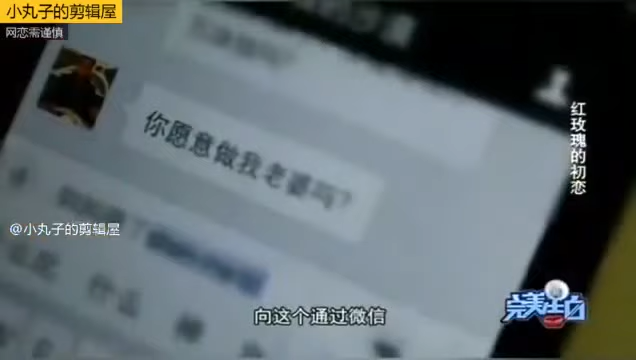 小丸子的剪辑屋
网恋需谨慎
你愿意做我老婆吗?
红玫瑰的初恋
@小丸子的剪辑屋
什么
完美告白
向这个通过微信